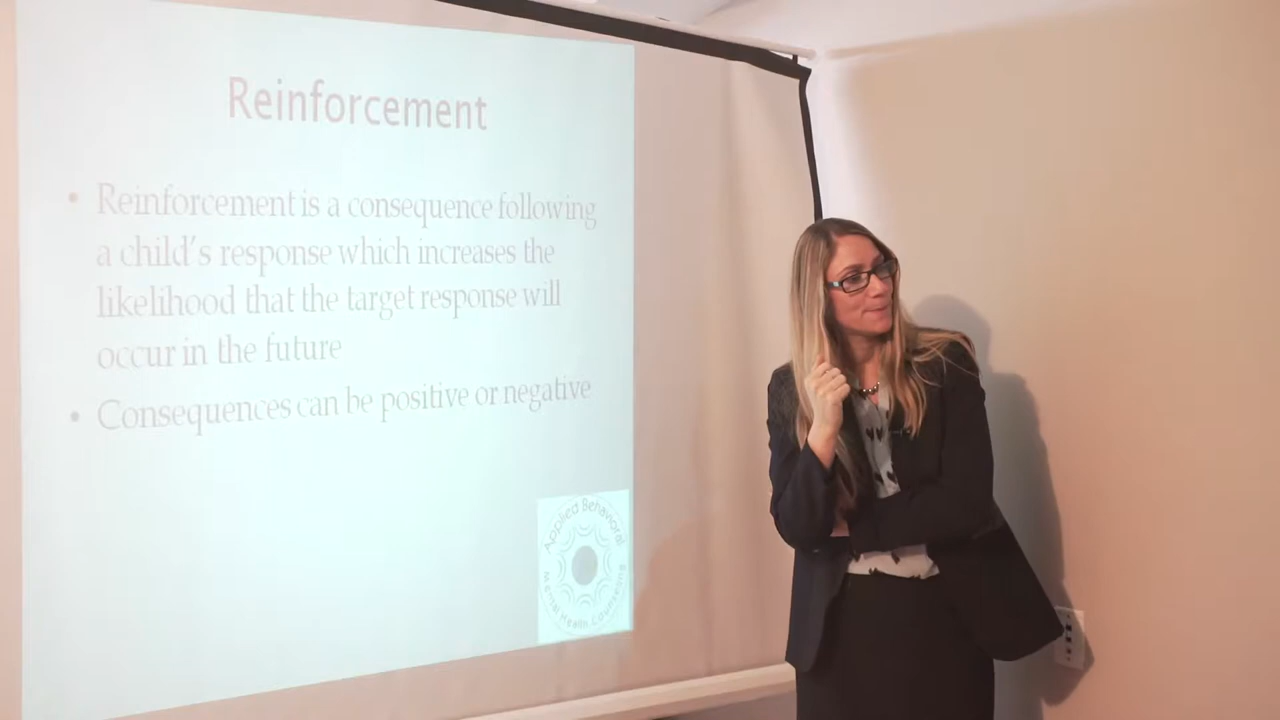 Reinforcement
• Reinforcement is a consequence following
a child's response which increases the
likelihood that the target response will
occur in the future
• Consequences can be positive or negative
Applied Behavioral
Mental Health Counseling